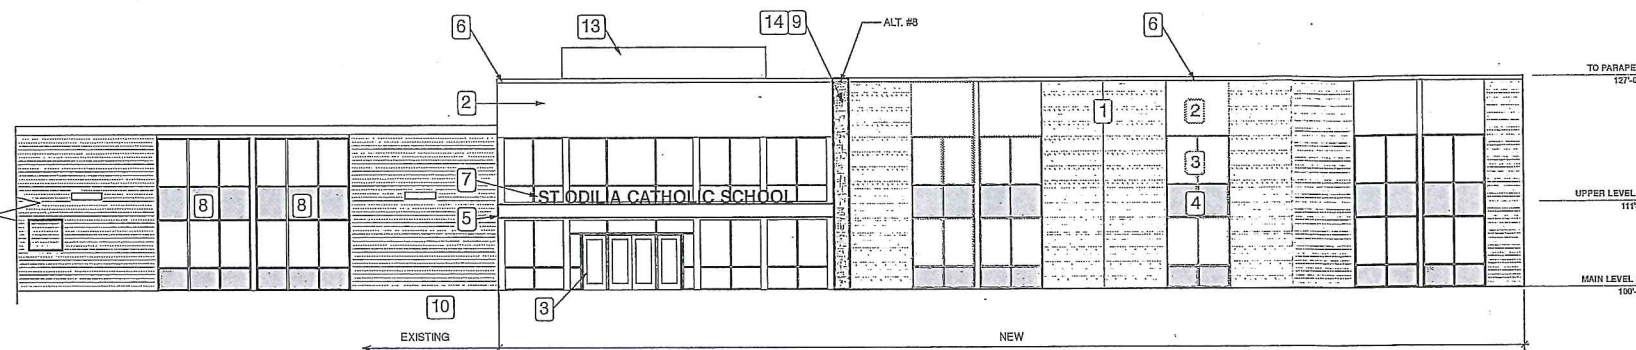 6
13
14 9
ALT. #8
6
TO PARAPE
127'-0
2
1
2
3
7
ST ODILIA CATHOLIC SCHOOL
8
8
4
UPPER LEVEL
111'
5
MAIN LEVEL
100'-
10
3
EXISTING
NEW